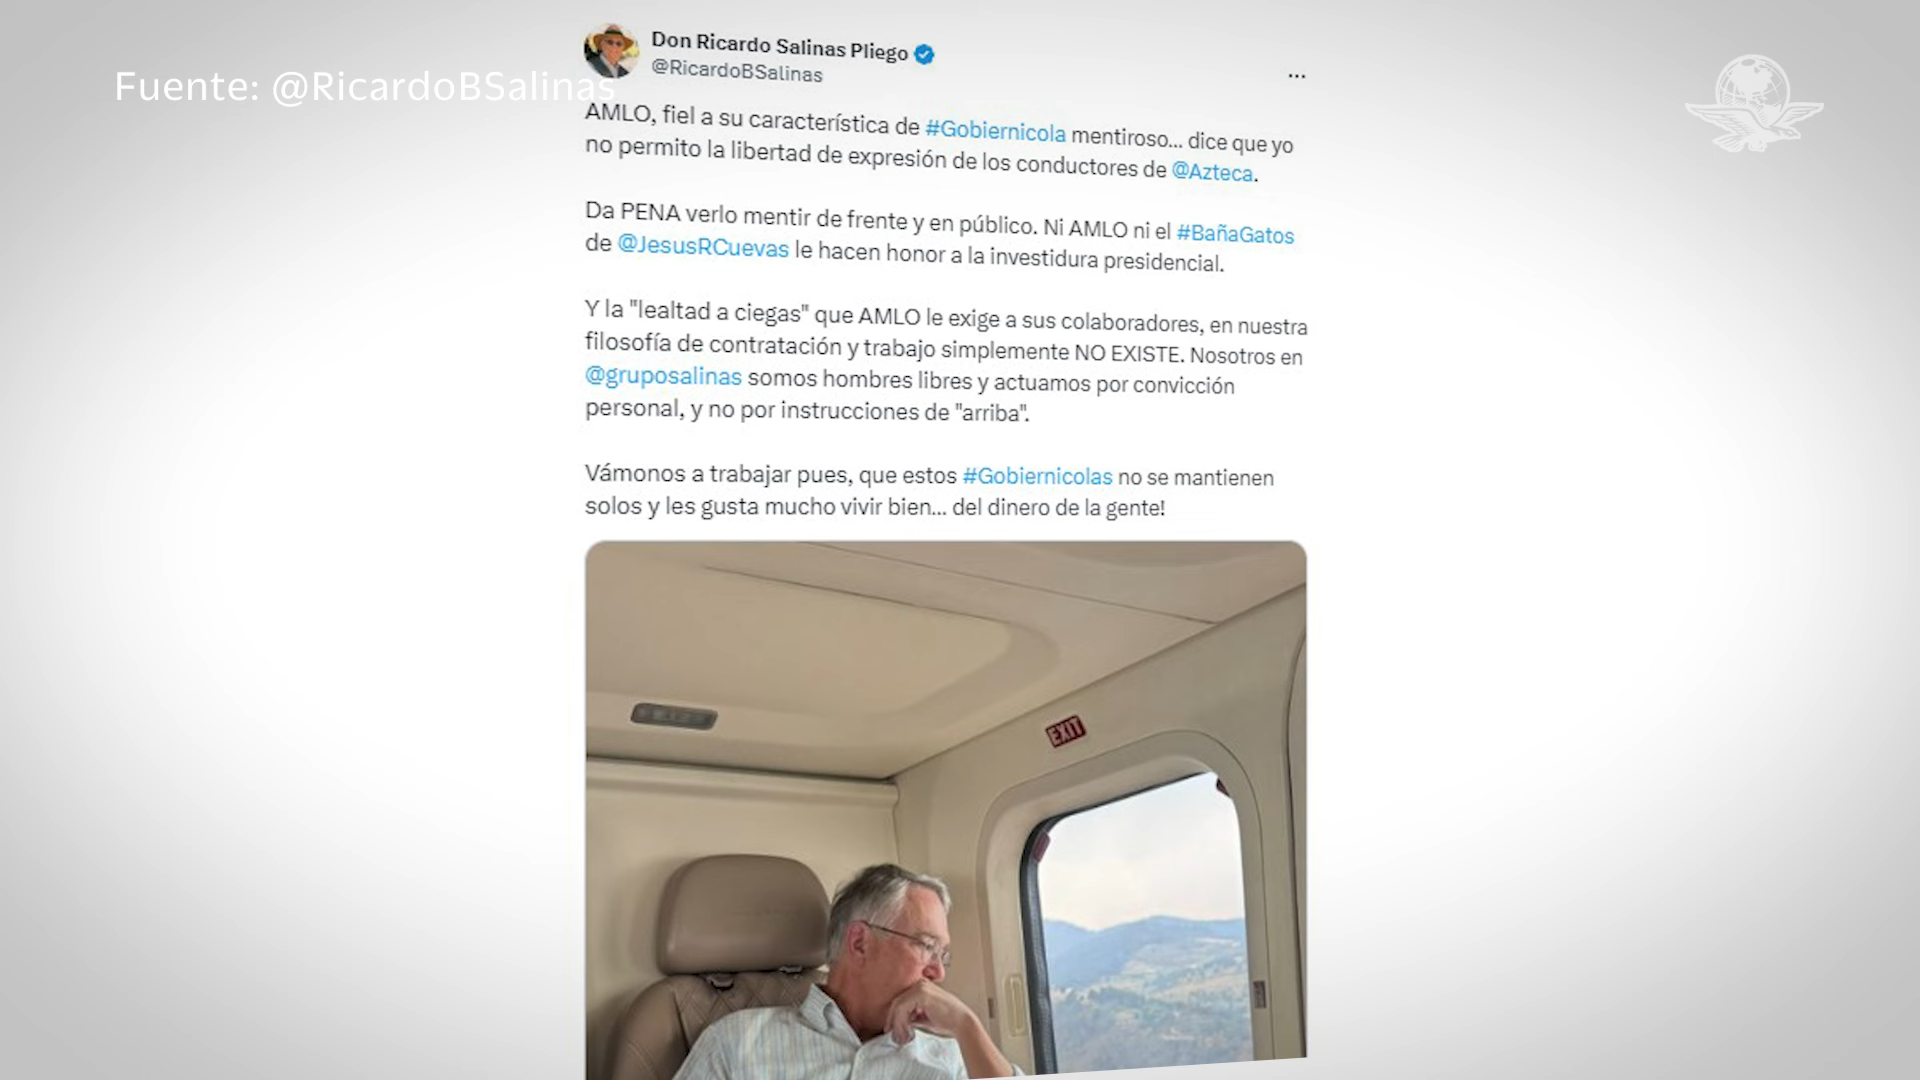 Don Ricardo Salinas Pliego
@RicardoBSalinas
...
Fuente: @RicardoBSalinas
AMLO, fiel a su característica de #Gobiernicola mentiroso... dice que yo
no permito la libertad de expresión de los conductores de @Azteca.
Da PENA verlo mentir de frente y en público. Ni AMLO ni el #BañaGatos
de @JesusRCuevas le hacen honor a la investidura presidencial.
Y la "lealtad a ciegas" que AMLO le exige a sus colaboradores, en nuestra
filosofía de contratación y trabajo simplemente NO EXISTE. Nosotros en
@gruposalinas somos hombres libres y actuamos por convicción
personal, y no por instrucciones de "arriba".
Vámonos a trabajar pues, que estos #Gobiernicolas no se mantienen
solos y les gusta mucho vivir bien... del dinero de la gente!
EXIT